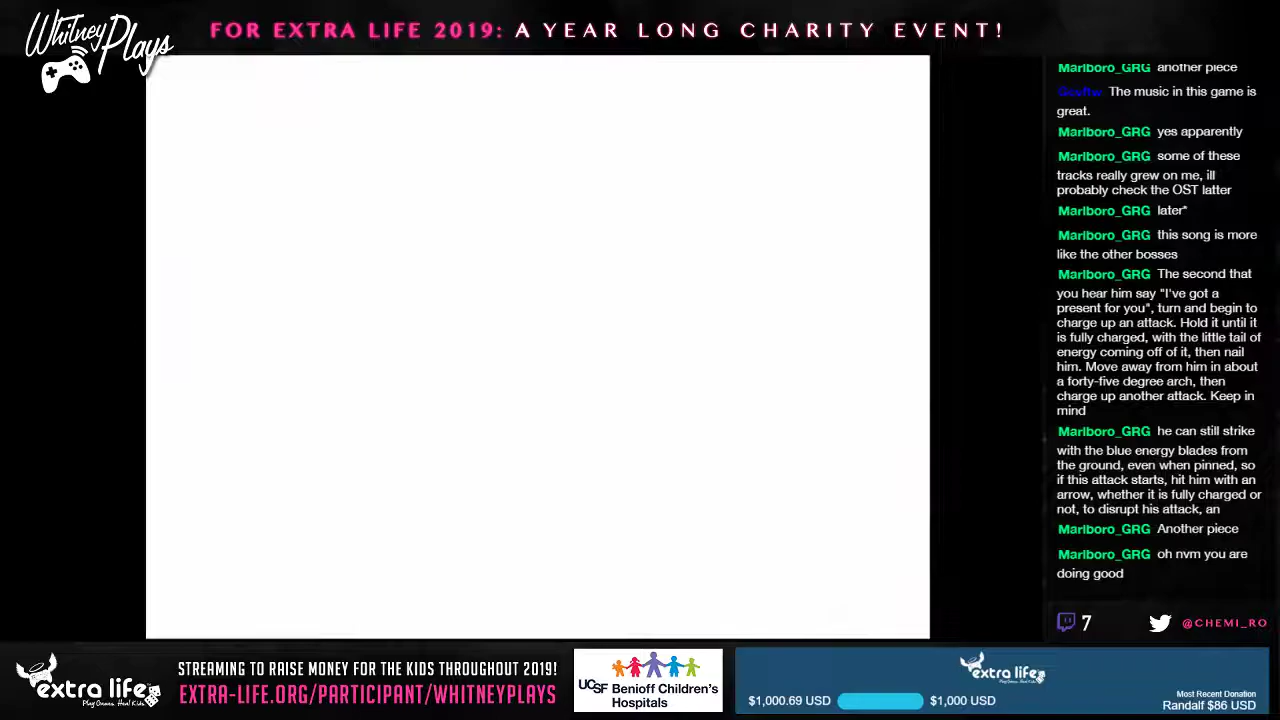 Whitney Plays
FOR EXTRA LIFE 2019: A YEAR LONG CHARITY EVENT!
Marlboro_GRG another piece
The music in this game is
great.
Marlboro_GRG yes apparently
Marlboro_GRG some of these
tracks really grew on me, ill
probably check the OST latter
Marlboro_GRG later*
Marlboro_GRG this song is more
like the other bosses
Marlboro_GRG The second that
you hear him say "I've got a
present for you", turn and begin to
charge up an attack. Hold it until it
is fully charged, with the little tail of
energy coming off of it, then nail
him. Move away from him in about
a forty-five degree arch, then
charge up another attack. Keep in
mind
Marlboro_GRG he can still strike
with the blue energy blades from
the ground, even when pinned, so
if this attack starts, hit him with an
arrow, whether it is fully charged or
not, to disrupt his attack, an
Marlboro_GRG Another piece
Marlboro_GRG oh nvm you are
doing good
7 @CHEMI_RO
extra life
Play Games. Heal Kids.
STREAMING TO RAISE MONEY FOR THE KIDS THROUGHOUT 2019!
EXTRA-LIFE.ORG/PARTICIPANT/WHITNEYPLAYS
UCSF Benioff Children's
Hospitals
extra life
Play Games. Heal Kids.
$1,000.69 USD $1,000 USD
Most Recent Donation
Randalf $86 USD